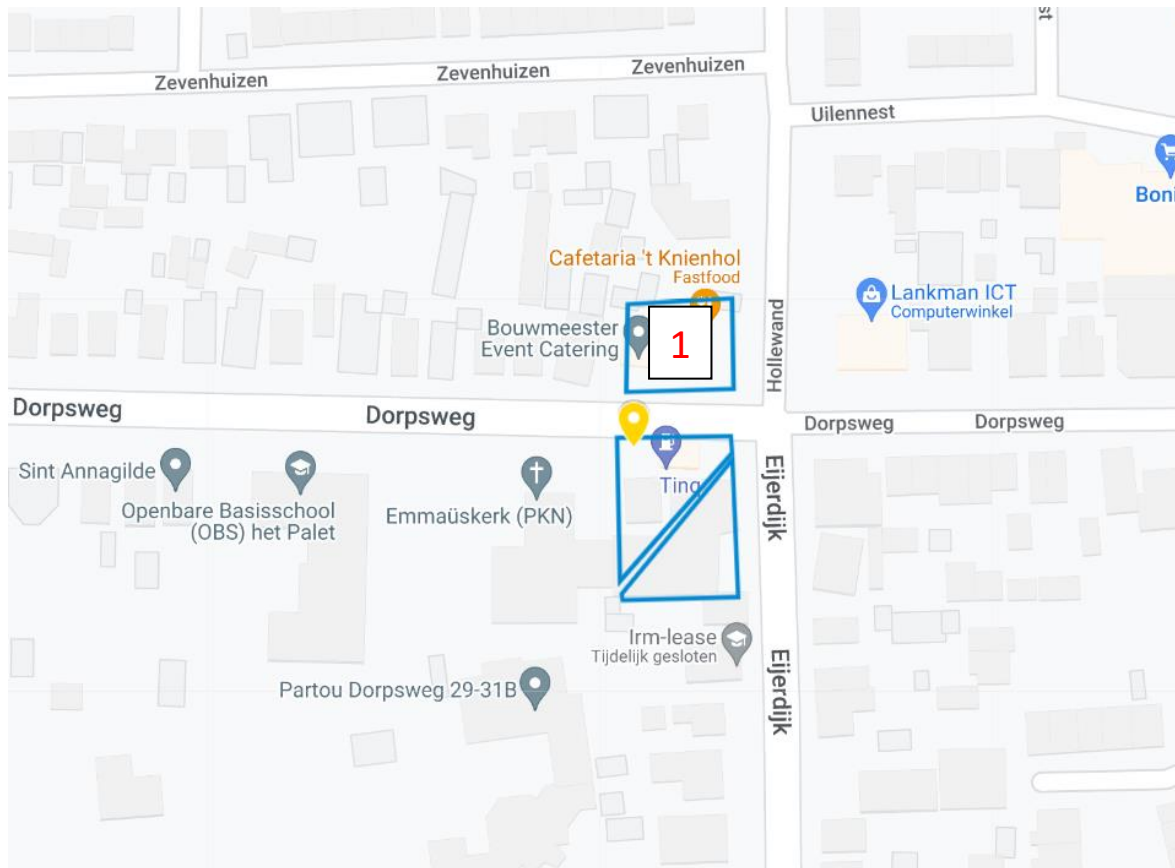 st
Zevenhuizen
Zevenhuizen
Zevenhuizen
Uilennest
Boni
Cafetaria 't Knienhol
Fastfood
Lankman ICT
Computerwinkel
Bouwmeester
Event Catering
1
Hollewand
Dorpsweg
Dorpsweg
Dorpsweg
Dorpsweg
Sint Annagilde
Openbare Basisschool
(OBS) het Palet
Emmaüskerk (PKN)
Tinq
Eijerdijk
Irm-lease
Tijdelijk gesloten
Eijerdijk
Partou Dorpsweg 29-31B